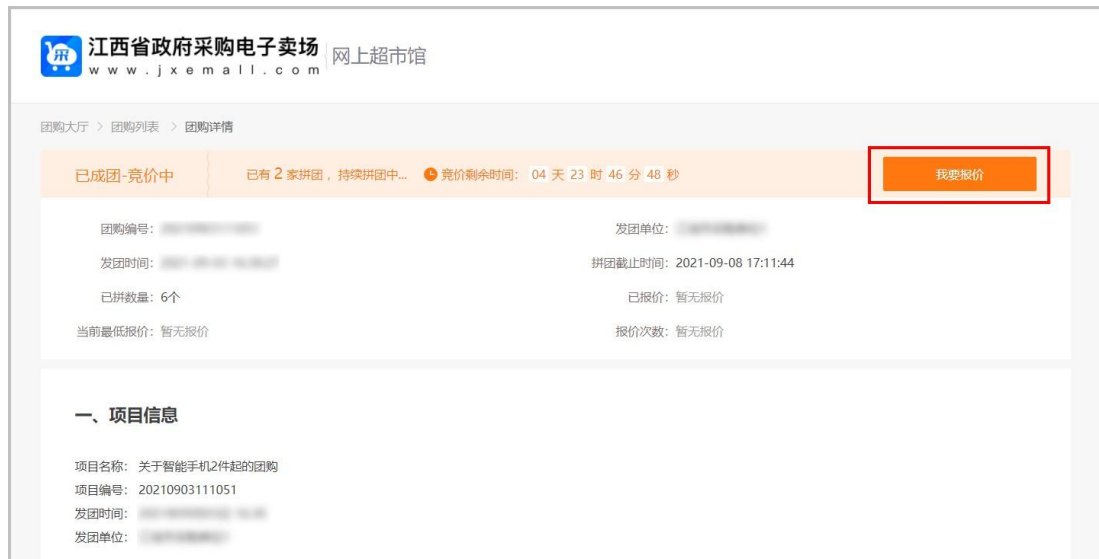 江西省政府采购电子卖场 网上超市馆
www.jxemall.com
团购大厅 > 团购列表 > 团购详情
已成团-竞价中 已有 2 家拼团，持续拼团中... 竞价剩余时间： 04 天 23 时 46 分 48 秒 我要报价
团购编号： 发团单位：
发团时间： 拼团截止时间： 2021-09-08 17:11:44
已拼数量： 6个 已报价： 暂无报价
当前最低报价： 暂无报价 报价次数： 暂无报价
一、项目信息
项目名称： 关于智能手机2件起的团购
项目编号： 20210903111051
发团时间：
发团单位：